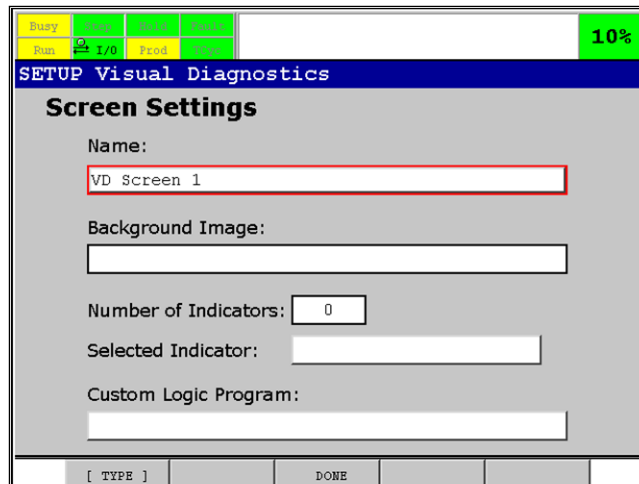 Busy Step Hold Fault
Run I/O Prod TCyc
10%
SETUP Visual Diagnostics
Screen Settings
Name:
VD Screen 1
Background Image:
Number of Indicators: 0
Selected Indicator:
Custom Logic Program:
[ TYPE ] DONE